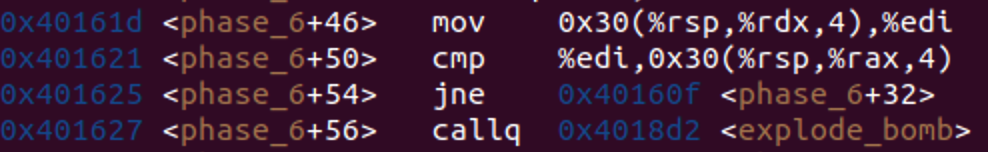 0x40161d <phase_6+46> mov 0x30(%rsp,%rdx,4),%edi
0x401621 <phase_6+50> cmp %edi,0x30(%rsp,%rax,4)
0x401625 <phase_6+54> jne 0x40160f <phase_6+32>
0x401627 <phase_6+56> callq 0x4018d2 <explode_bomb>